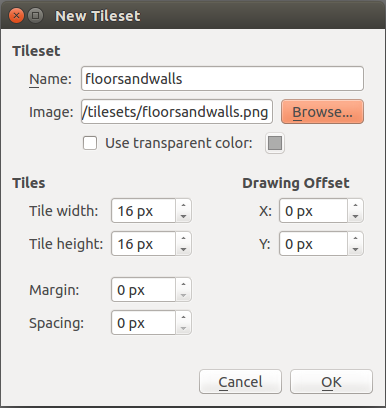 New Tileset
Tileset
Name: floorsandwalls
Image: /tilesets/floorsandwalls.png Browse...
Use transparent color:
Tiles Drawing Offset
Tile width: 16 px X: 0 px
Tile height: 16 px Y: 0 px
Margin: 0 px
Spacing: 0 px
Cancel OK